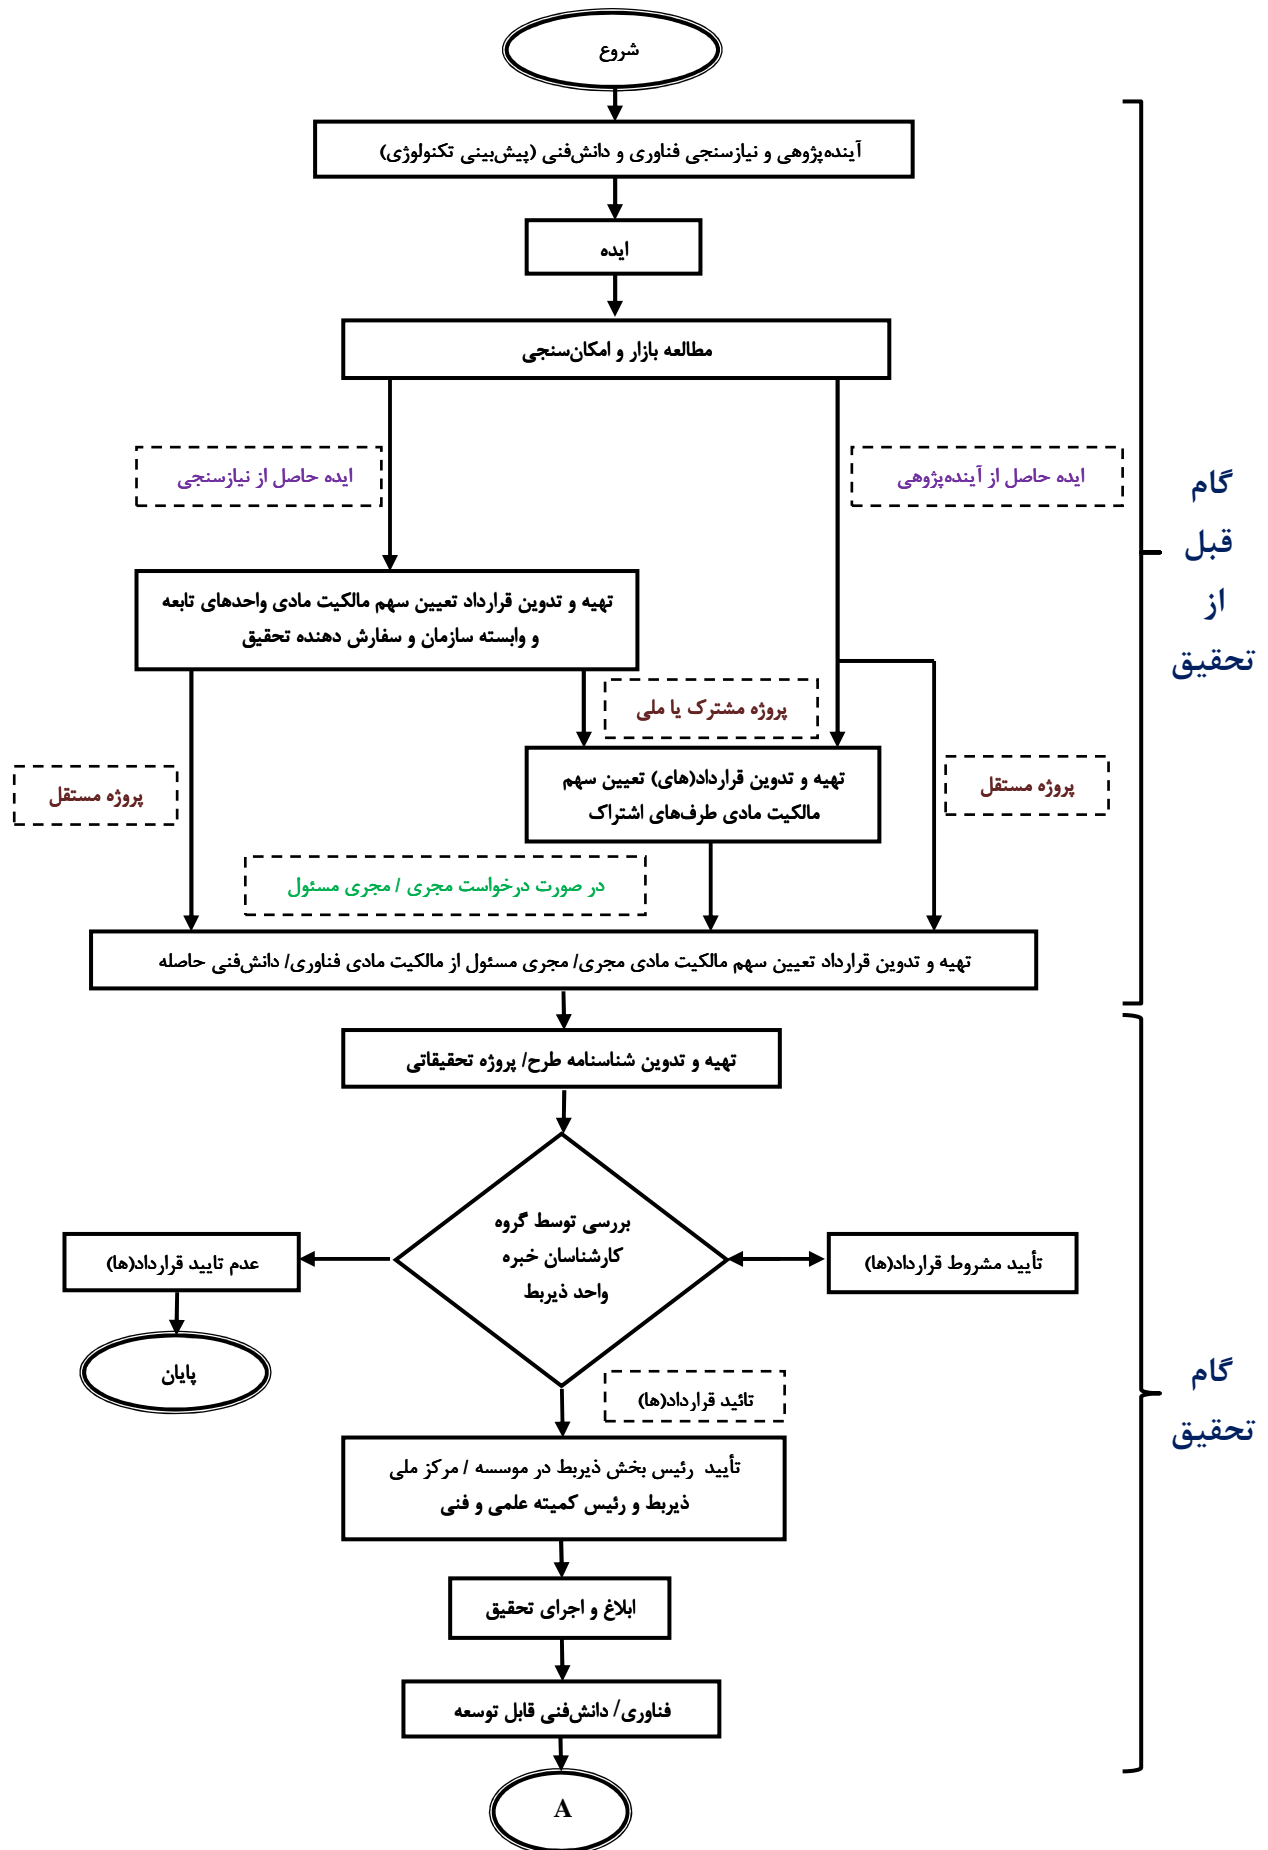 شروع
آینده‌پژوهی و نیازسنجی فناوری و دانش‌فنی (پیش‌بینی تکنولوژی)
ایده
مطالعه بازار و امکان‌سنجی
ایده حاصل از آینده‌پژوهی
ایده حاصل از نیازسنجی
گام
قبل
از
تحقیق
تهیه و تدوین قرارداد تعیین سهم مالکیت مادی واحدهای تابعه
و وابسته سازمان و سفارش دهنده تحقیق
پروژه مشترک یا ملی
پروژه مستقل
تهیه و تدوین قرارداد(های) تعیین سهم
مالکیت مادی طرف‌های اشتراک
پروژه مستقل
در صورت درخواست مجری / مجری مسئول
تهیه و تدوین قرارداد تعیین سهم مالکیت مادی مجری/ مجری مسئول از مالکیت مادی فناوری/ دانش‌فنی حاصله
تهیه و تدوین شناسنامه طرح/ پروژه تحقیقاتی
بررسی توسط گروه
کارشناسان خبره
واحد ذیربط
تأیید مشروط قرارداد(ها)
عدم تایید قرارداد(ها)
پایان
گام
تحقیق
تائید قرارداد(ها)
تأیید رئیس بخش ذیربط در موسسه / مرکز ملی
ذیربط و رئیس کمیته علمی و فنی
ابلاغ و اجرای تحقیق
فناوری/ دانش‌فنی قابل توسعه
A